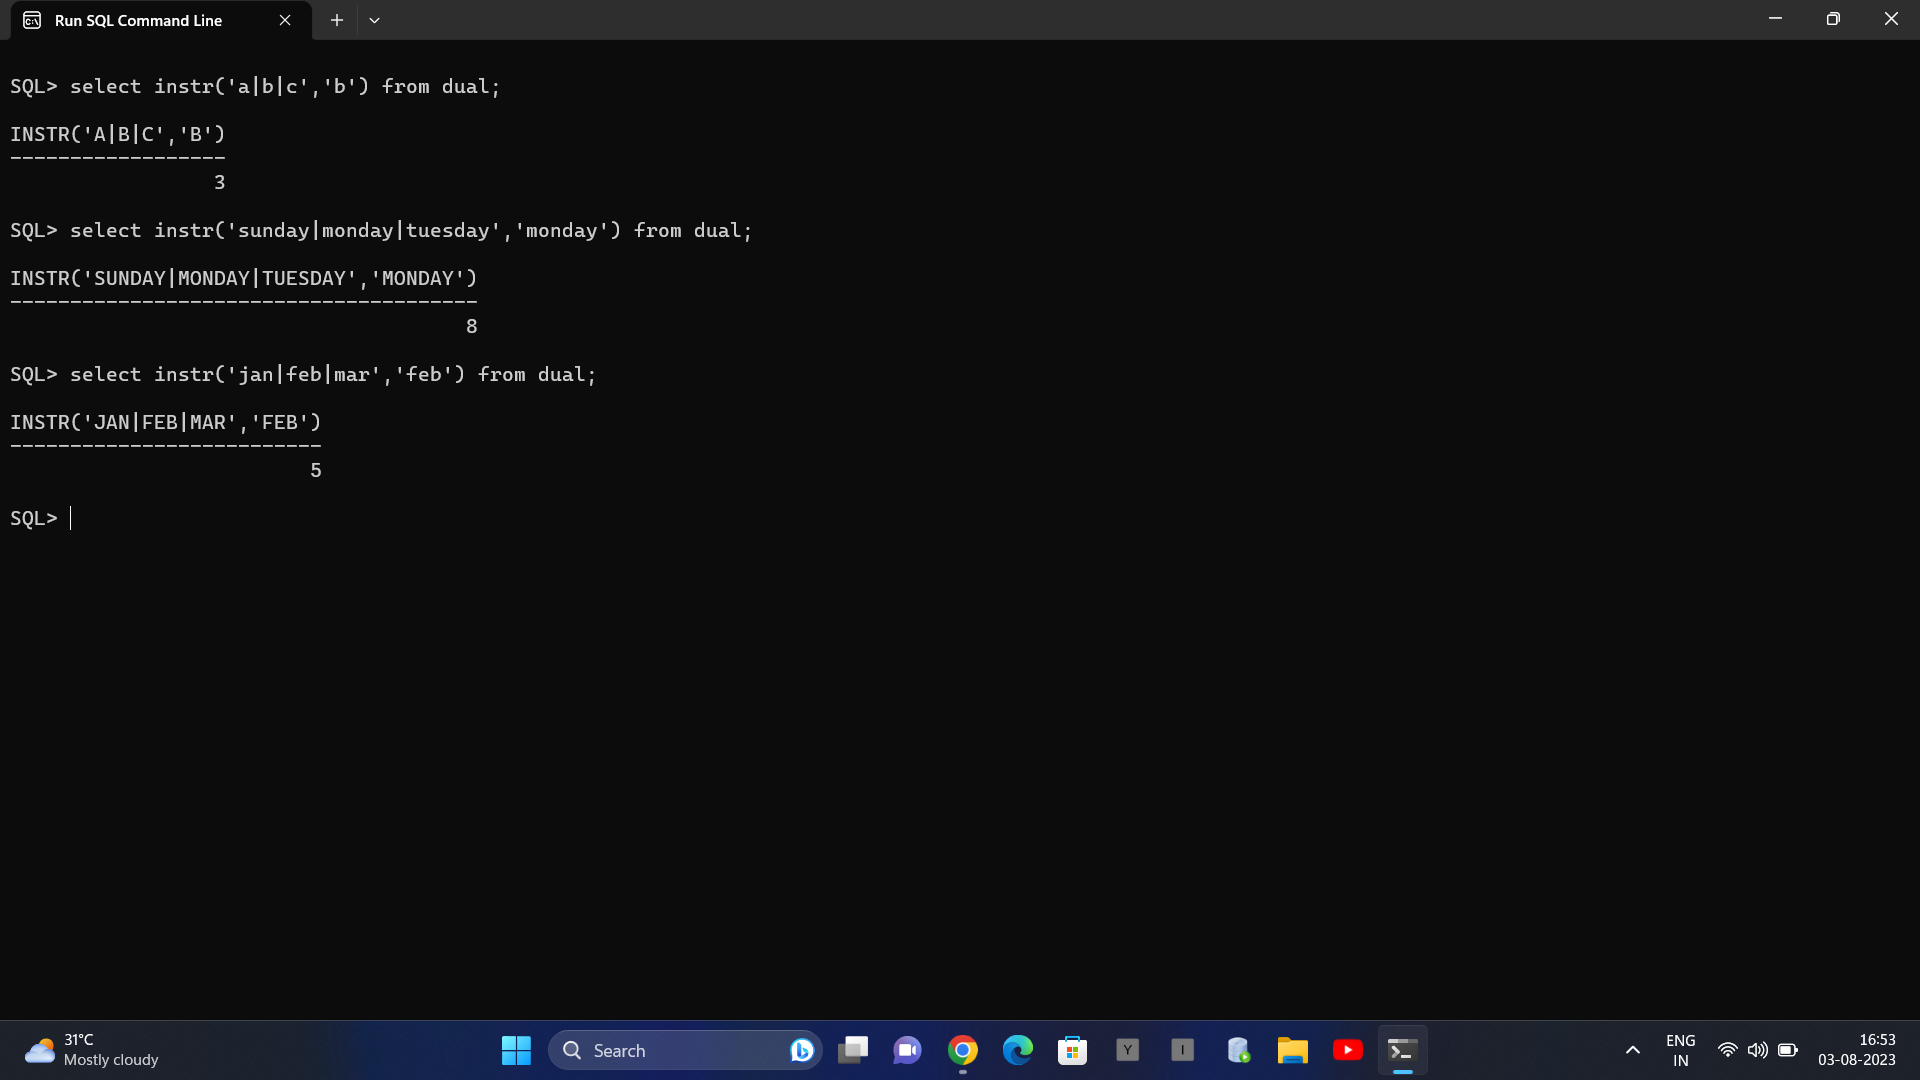 Run SQL Command Line
SQL> select instr('a|b|c','b') from dual;
INSTR('A|B|C','B')
------------------
3
SQL> select instr('sunday|monday|tuesday','monday') from dual;
INSTR('SUNDAY|MONDAY|TUESDAY','MONDAY')
---------------------------------------
8
SQL> select instr('jan|feb|mar','feb') from dual;
INSTR('JAN|FEB|MAR','FEB')
--------------------------
5
SQL>
31°C
Mostly cloudy
Search
Y
I
ENG
IN
16:53
03-08-2023